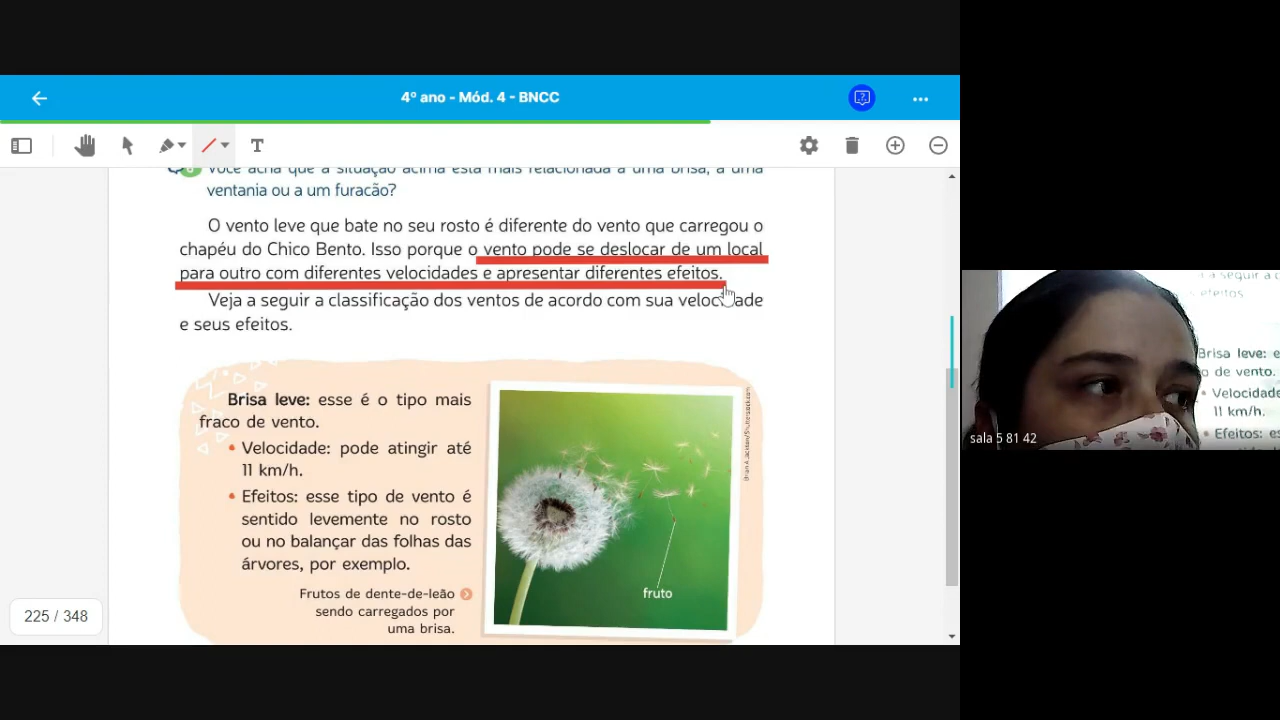 4º ano - Mód. 4 - BNCC
T
Você acha que a situação acima está mais relacionada a uma brisa, a uma
ventania ou a um furacão?
O vento leve que bate no seu rosto é diferente do vento que carregou o
chapéu do Chico Bento. Isso porque o vento pode se deslocar de um local
para outro com diferentes velocidades e apresentar diferentes efeitos.
Veja a seguir a classificação dos ventos de acordo com sua velocidade
e seus efeitos.
Brisa leve: esse é o tipo mais
fraco de vento.
• Velocidade: pode atingir até
11 km/h.
• Efeitos: esse tipo de vento é
sentido levemente no rosto
ou no balançar das folhas das
árvores, por exemplo.
Frutos de dente-de-leão
sendo carregados por
uma brisa.
fruto
225 / 348
efeitos
Brisa leve: e
o de vento.
• Velocidade
11 km/h.
• Efeitos: es
sala 5 81 42